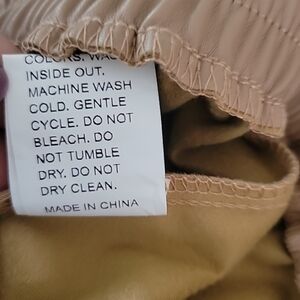 COLORS. WASH
INSIDE OUT.
MACHINE WASH
COLD. GENTLE
CYCLE. DO NOT
BLEACH. DO
NOT TUMBLE
DRY. DO NOT
DRY CLEAN.
MADE IN CHINA